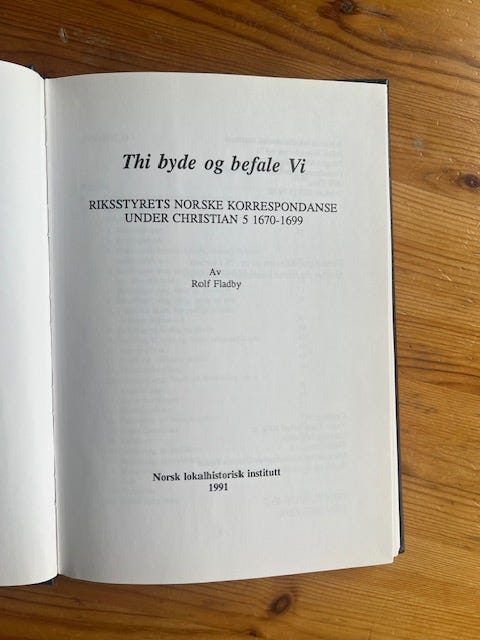 Thi byde og befale Vi
RIKSSTYRETS NORSKE KORRESPONDANSE
UNDER CHRISTIAN 5 1670-1699
Av
Rolf Fladby
Norsk lokalhistorisk institutt
1991